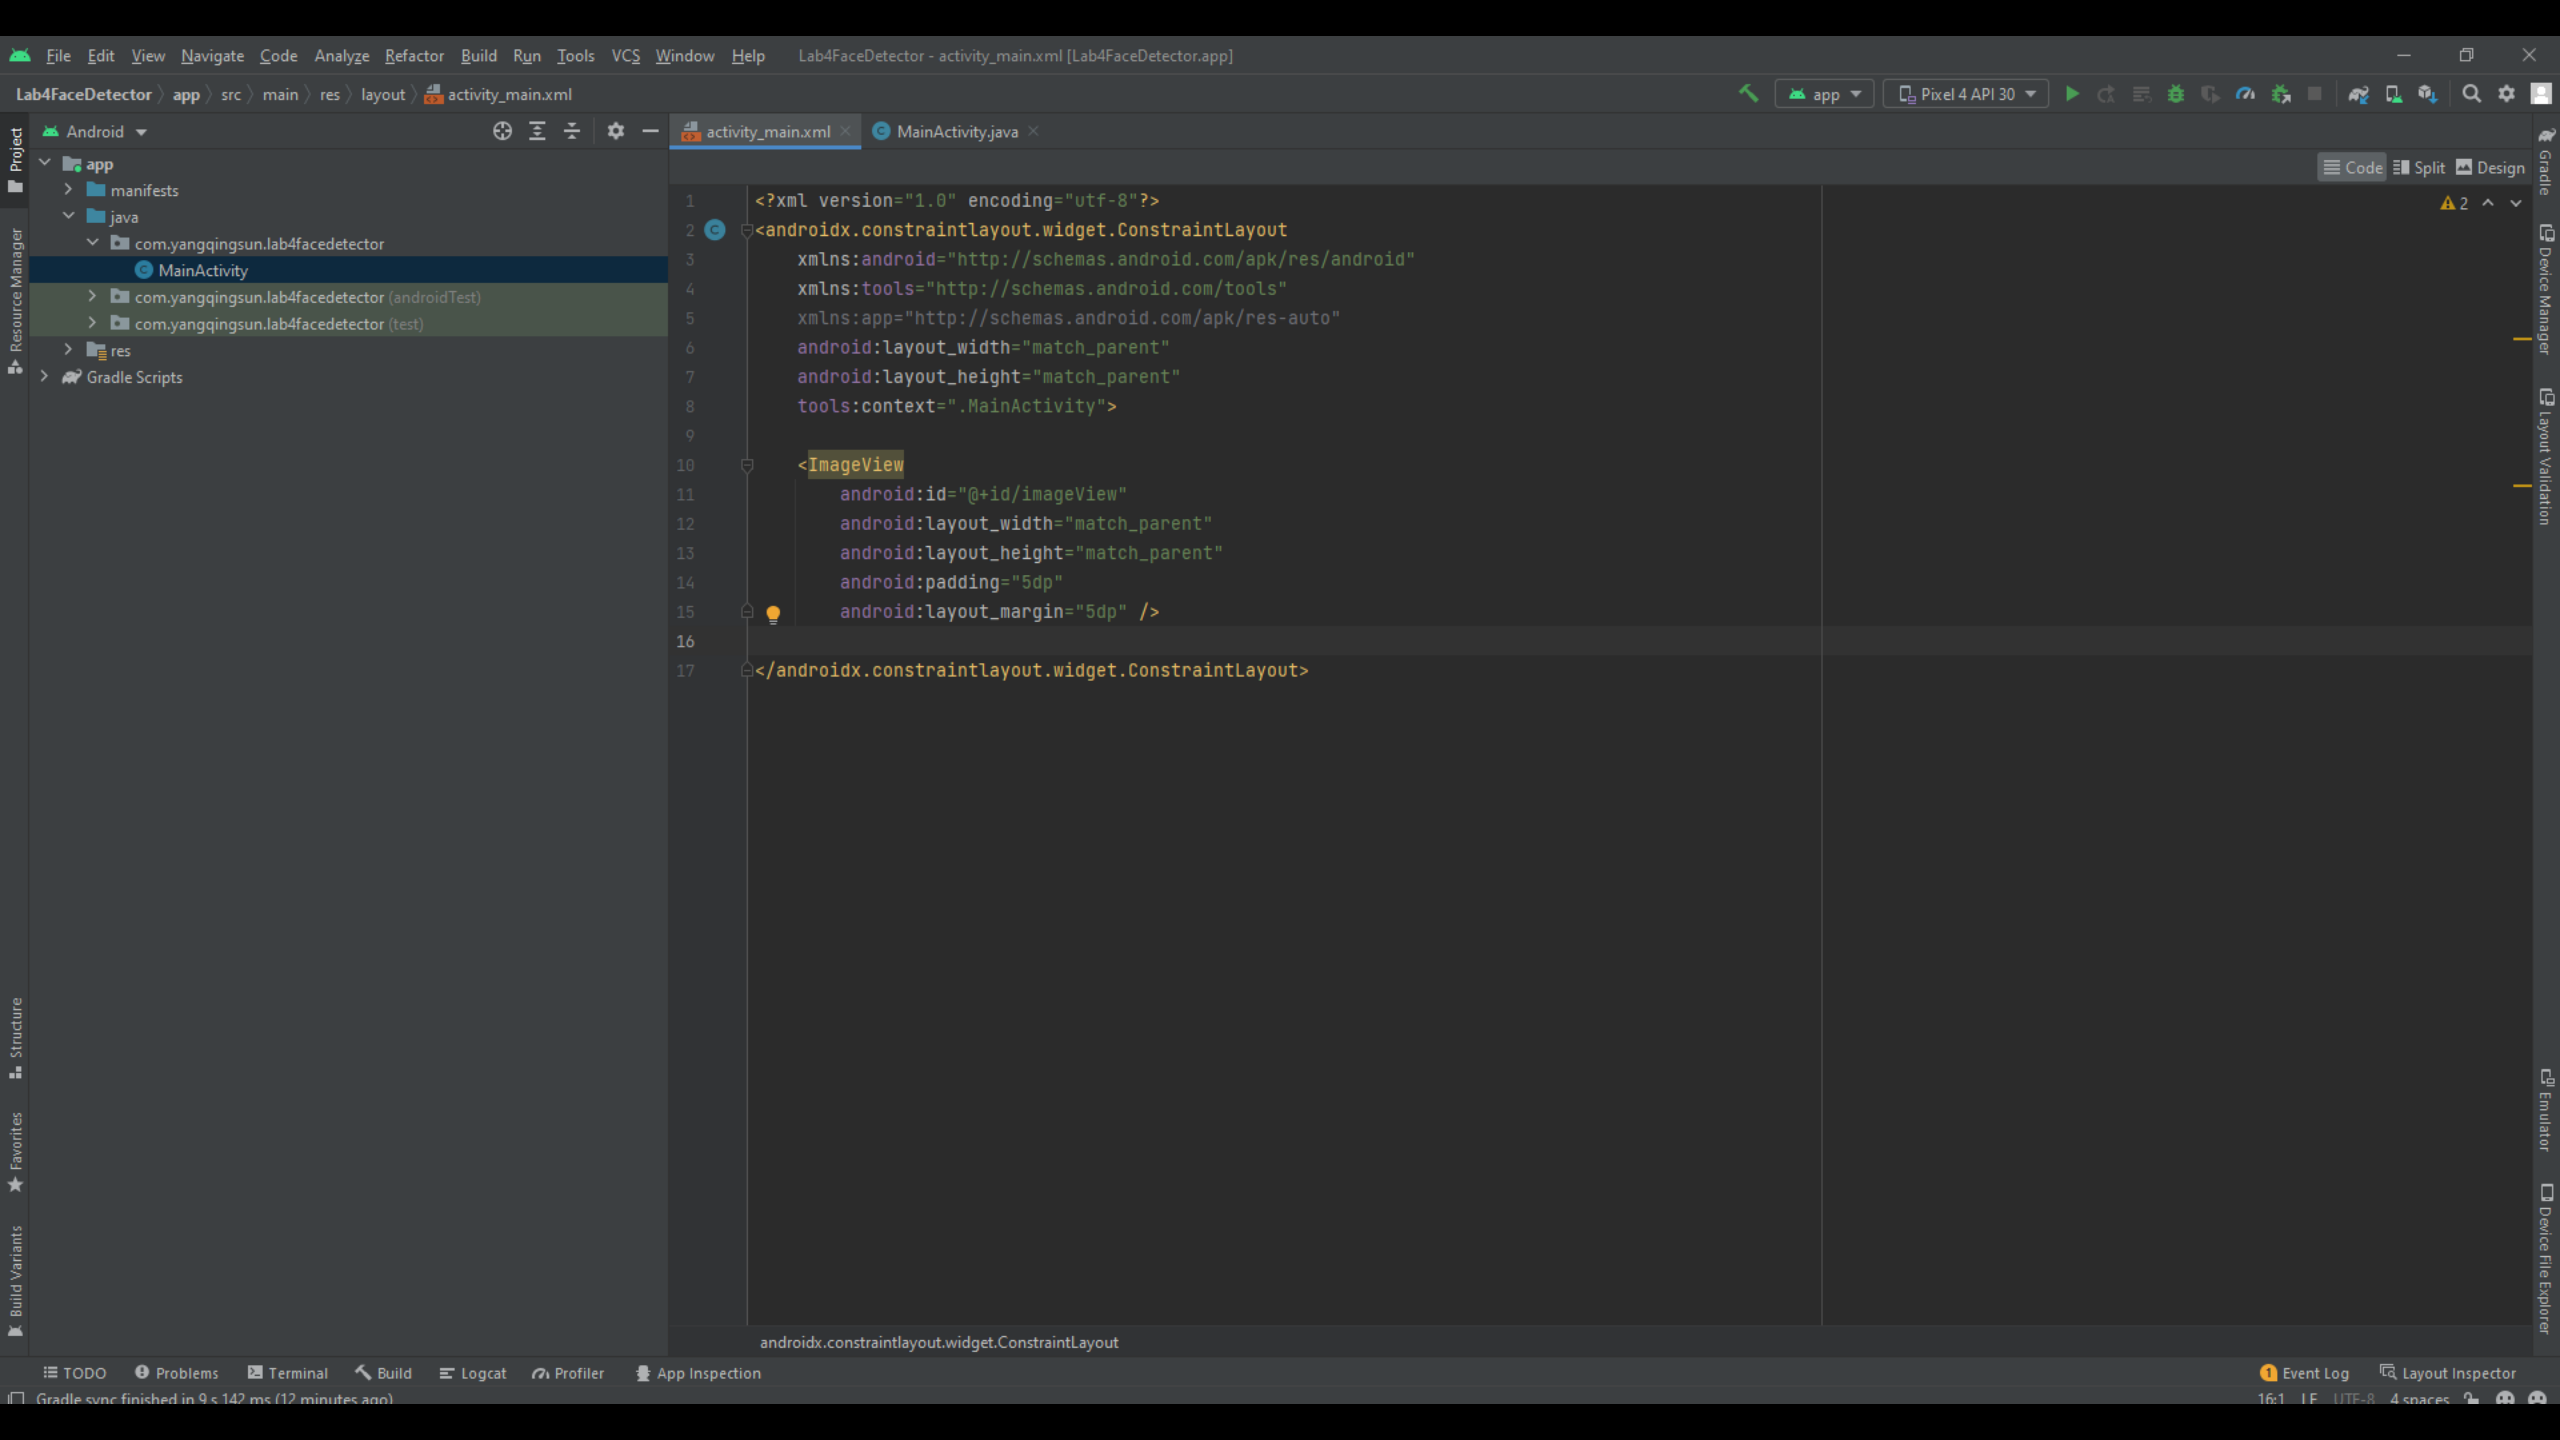 File Edit View Navigate Code Analyze Refactor Build Run Tools VCS Window Help Lab4FaceDetector - activity_main.xml [Lab4FaceDetector.app]
Lab4FaceDetector app src main res layout activity_main.xml app Pixel 4 API 30
Project
Android
activity_main.xml MainActivity.java
Code Split Design
app
manifests
java
com.yangqingsun.lab4facedetector
MainActivity
com.yangqingsun.lab4facedetector (androidTest)
com.yangqingsun.lab4facedetector (test)
res
Gradle Scripts
Resource Manager
Structure
Favorites
Build Variants
2
1 <?xml version="1.0" encoding="utf-8"?>
2 <androidx.constraintlayout.widget.ConstraintLayout
3 xmlns:android="http://schemas.android.com/apk/res/android"
4 xmlns:tools="http://schemas.android.com/tools"
5 xmlns:app="http://schemas.android.com/apk/res-auto"
6 android:layout_width="match_parent"
7 android:layout_height="match_parent"
8 tools:context=".MainActivity">
9
10 <ImageView
11 android:id="@+id/imageView"
12 android:layout_width="match_parent"
13 android:layout_height="match_parent"
14 android:padding="5dp"
15 android:layout_margin="5dp" />
16
17 </androidx.constraintlayout.widget.ConstraintLayout>
Gradle
Device Manager
Layout Validation
Emulator
Device File Explorer
androidx.constraintlayout.widget.ConstraintLayout
TODO Problems Terminal Build Logcat Profiler App Inspection 1 Event Log Layout Inspector
Gradle sync finished in 9 s 142 ms (12 minutes ago) 16:1 LF UTF-8 4 spaces